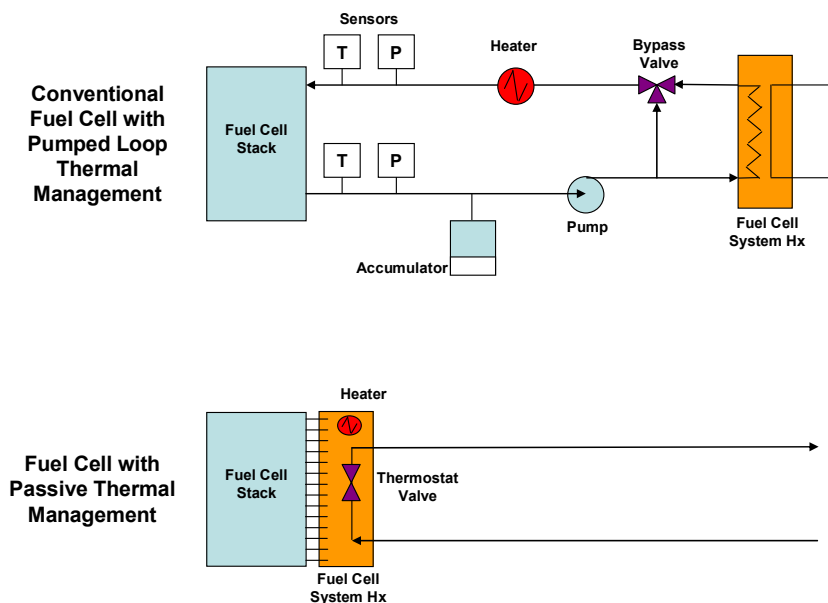 Sensors
T
P
Heater
Bypass
Valve
Conventional
Fuel Cell with
Pumped Loop
Thermal
Management
Fuel Cell
Stack
T
P
Pump
Fuel Cell
System Hx
Accumulator
Heater
Fuel Cell with
Passive Thermal
Management
Fuel Cell
Stack
Thermostat
Valve
Fuel Cell
System Hx